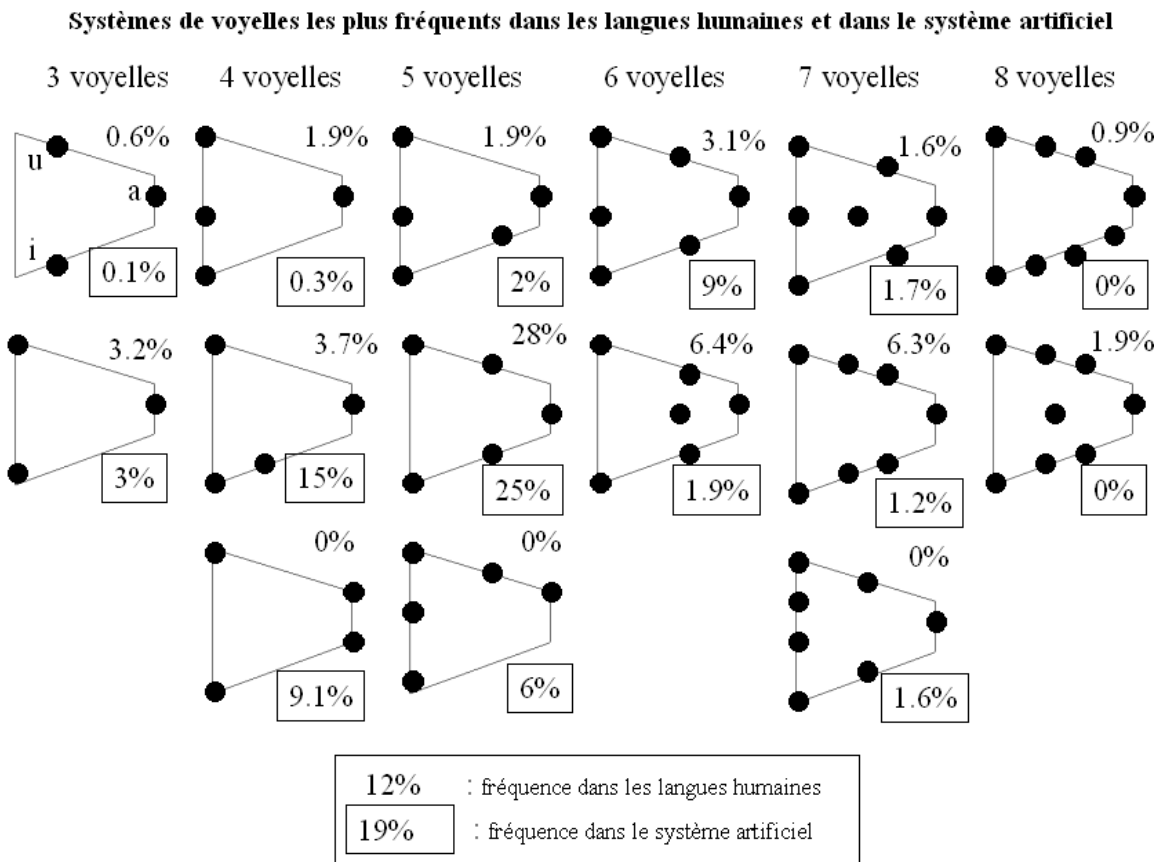 Systèmes de voyelles les plus fréquents dans les langues humaines et dans le système artificiel
3 voyelles 4 voyelles 5 voyelles 6 voyelles 7 voyelles 8 voyelles
0.6% 1.9% 1.9% 3.1% 1.6% 0.9%
u
a
i
0.1% 0.3% 2% 9% 1.7% 0%
3.2% 3.7% 28% 6.4% 6.3% 1.9%
3% 15% 25% 1.9% 1.2% 0%
0% 0% 0%
9.1% 6% 1.6%
12% : fréquence dans les langues humaines
19% : fréquence dans le système artificiel